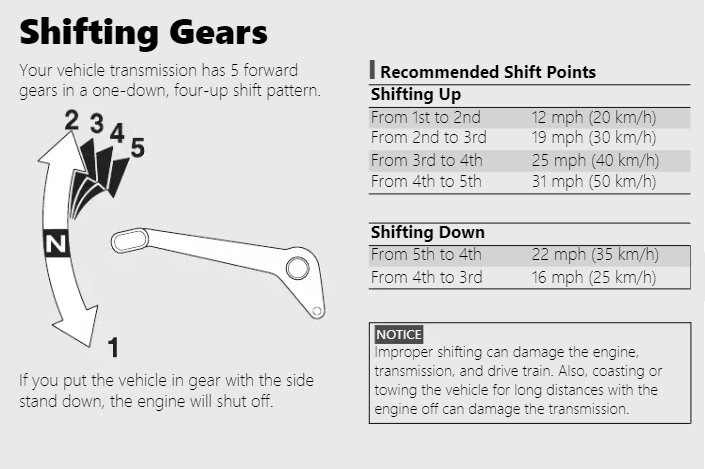 Shifting Gears
Your vehicle transmission has 5 forward
gears in a one-down, four-up shift pattern.
2 3 4 5
N
1
If you put the vehicle in gear with the side
stand down, the engine will shut off.
Recommended Shift Points
Shifting Up
From 1st to 2nd 12 mph (20 km/h)
From 2nd to 3rd 19 mph (30 km/h)
From 3rd to 4th 25 mph (40 km/h)
From 4th to 5th 31 mph (50 km/h)
Shifting Down
From 5th to 4th 22 mph (35 km/h)
From 4th to 3rd 16 mph (25 km/h)
NOTICE
Improper shifting can damage the engine,
transmission, and drive train. Also, coasting or
towing the vehicle for long distances with the
engine off can damage the transmission.